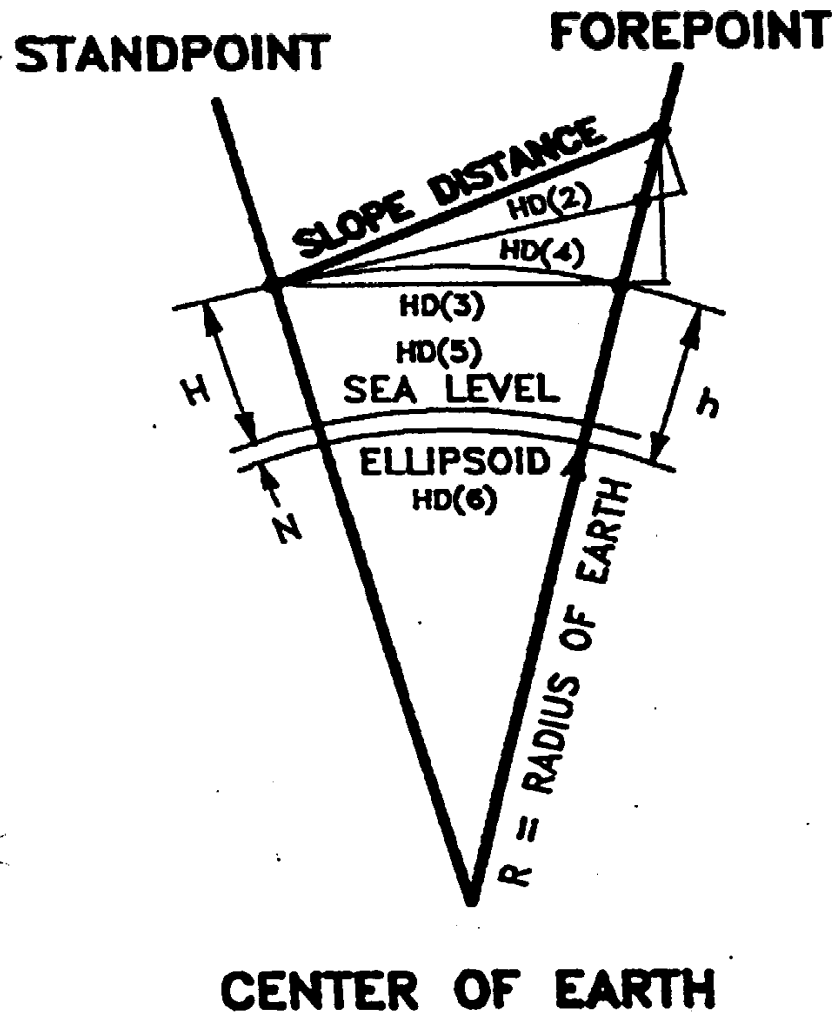 STANDPOINT
FOREPOINT
SLOPE DISTANCE
HD(2)
HD(4)
HD(3)
HD(5)
H
SEA LEVEL
h
ELLIPSOID
HD(6)
N
R = RADIUS OF EARTH
CENTER OF EARTH